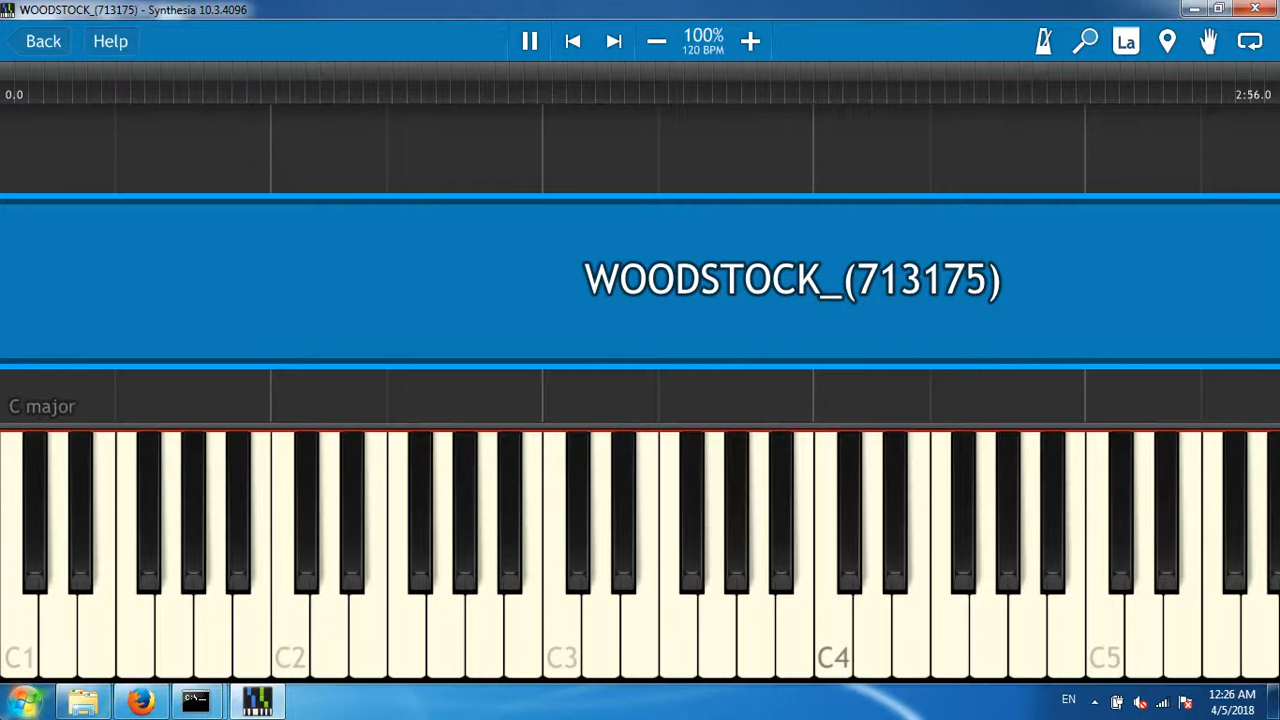 WOODSTOCK_(713175) - Synthesia 10.3.4096
Back
Help
100%
120 BPM
La
0,0
2:56.0
WOODSTOCK_(713175)
C major
C1
C2
C3
C4
C5
C:\_
EN
12:26 AM
4/5/2018